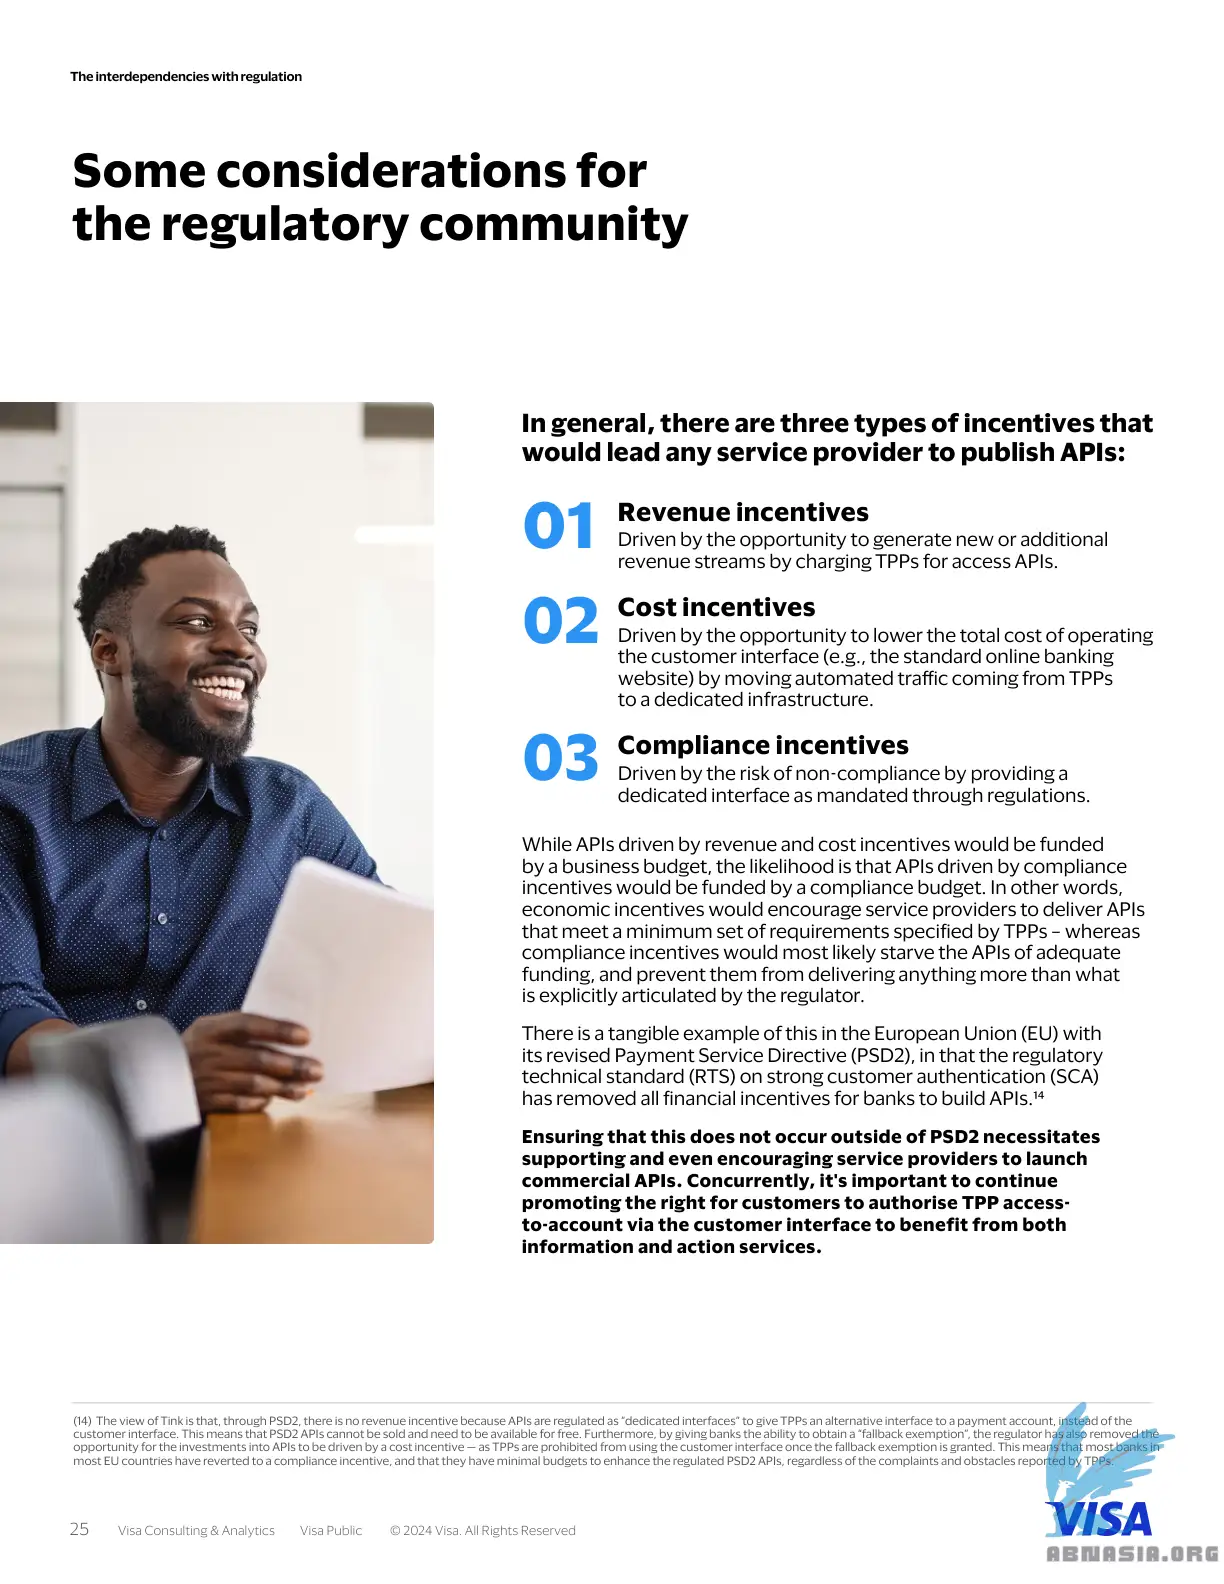 The interdependencies with regulation
Some considerations for
the regulatory community
In general, there are three types of incentives that
would lead any service provider to publish APIs:
01
Revenue incentives
Driven by the opportunity to generate new or additional
revenue streams by charging TPPs for access APIs.
02
Cost incentives
Driven by the opportunity to lower the total cost of operating
the customer interface (e.g., the standard online banking
website) by moving automated traffic coming from TPPs
to a dedicated infrastructure.
03
Compliance incentives
Driven by the risk of non-compliance by providing a
dedicated interface as mandated through regulations.
While APIs driven by revenue and cost incentives would be funded
by a business budget, the likelihood is that APIs driven by compliance
incentives would be funded by a compliance budget. In other words,
economic incentives would encourage service providers to deliver APIs
that meet a minimum set of requirements specified by TPPs – whereas
compliance incentives would most likely starve the APIs of adequate
funding, and prevent them from delivering anything more than what
is explicitly articulated by the regulator.
There is a tangible example of this in the European Union (EU) with
its revised Payment Service Directive (PSD2), in that the regulatory
technical standard (RTS) on strong customer authentication (SCA)
has removed all financial incentives for banks to build APIs.¹⁴
Ensuring that this does not occur outside of PSD2 necessitates
supporting and even encouraging service providers to launch
commercial APIs. Concurrently, it's important to continue
promoting the right for customers to authorise TPP access-
to-account via the customer interface to benefit from both
information and action services.
(14) The view of Tink is that, through PSD2, there is no revenue incentive because APIs are regulated as “dedicated interfaces” to give TPPs an alternative interface to a payment account, instead of the
customer interface. This means that PSD2 APIs cannot be sold and need to be available for free. Furthermore, by giving banks the ability to obtain a “fallback exemption”, the regulator has also removed the
opportunity for the investments into APIs to be driven by a cost incentive — as TPPs are prohibited from using the customer interface once the fallback exemption is granted. This means that most banks in
most EU countries have reverted to a compliance incentive, and that they have minimal budgets to enhance the regulated PSD2 APIs, regardless of the complaints and obstacles reported by TPPs.
25 Visa Consulting & Analytics Visa Public © 2024 Visa. All Rights Reserved
VISA
ABNASIA.ORG